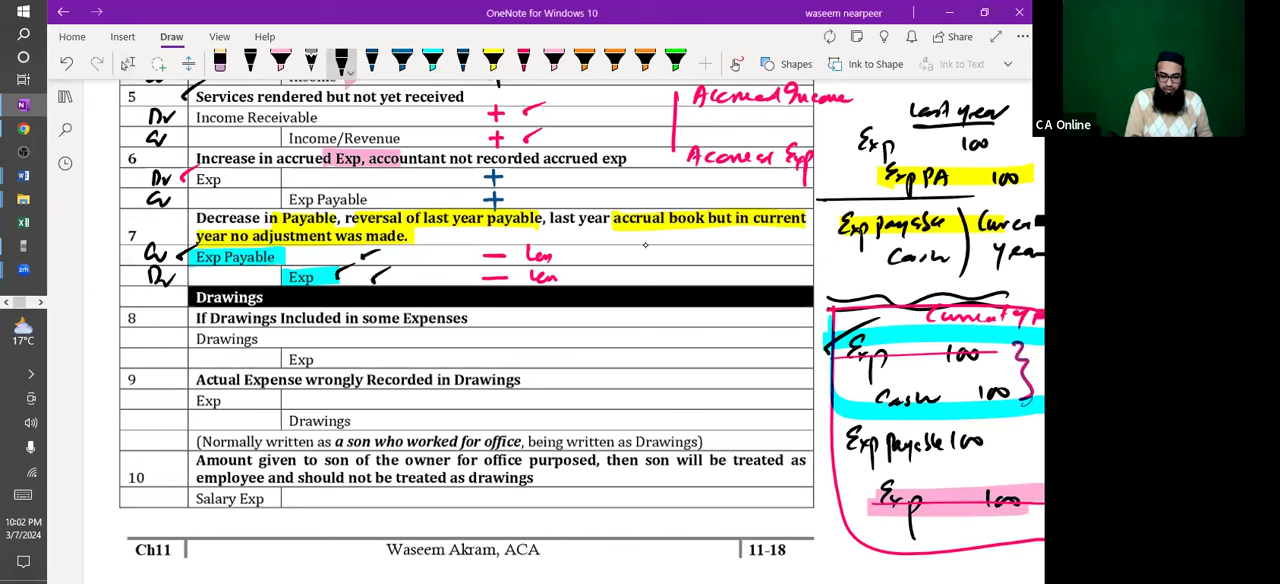 OneNote for Windows 10
waseem nearpeer
Home Insert Draw View Help
Share
Shapes
Ink to Shape
Ink to Text
Income
5 Services rendered but not yet received
Dr Income Receivable +
Cr Income/Revenue +
Accrued Income
6 Increase in accrued Exp, accountant not recorded accrued exp
Accrued Exp
Dr Exp +
Cr Exp Payable +
Decrease in Payable, reversal of last year payable, last year accrual book but in current
7 year no adjustment was made.
Exp Payable —
Exp —
Drawings
8 If Drawings Included in some Expenses
Drawings
Exp
9 Actual Expense wrongly Recorded in Drawings
Exp
Drawings
(Normally written as a son who worked for office, being written as Drawings)
Amount given to son of the owner for office purposed, then son will be treated as
10 employee and should not be treated as drawings
Salary Exp
Ch11 Waseem Akram, ACA 11-18
last year
Exp 100
Exp PA 100
Exp payable
Cash
Exp 100
Cash 100
Exp payable 100
Exp 100
CA Online
17°C
10:02 PM
3/7/2024